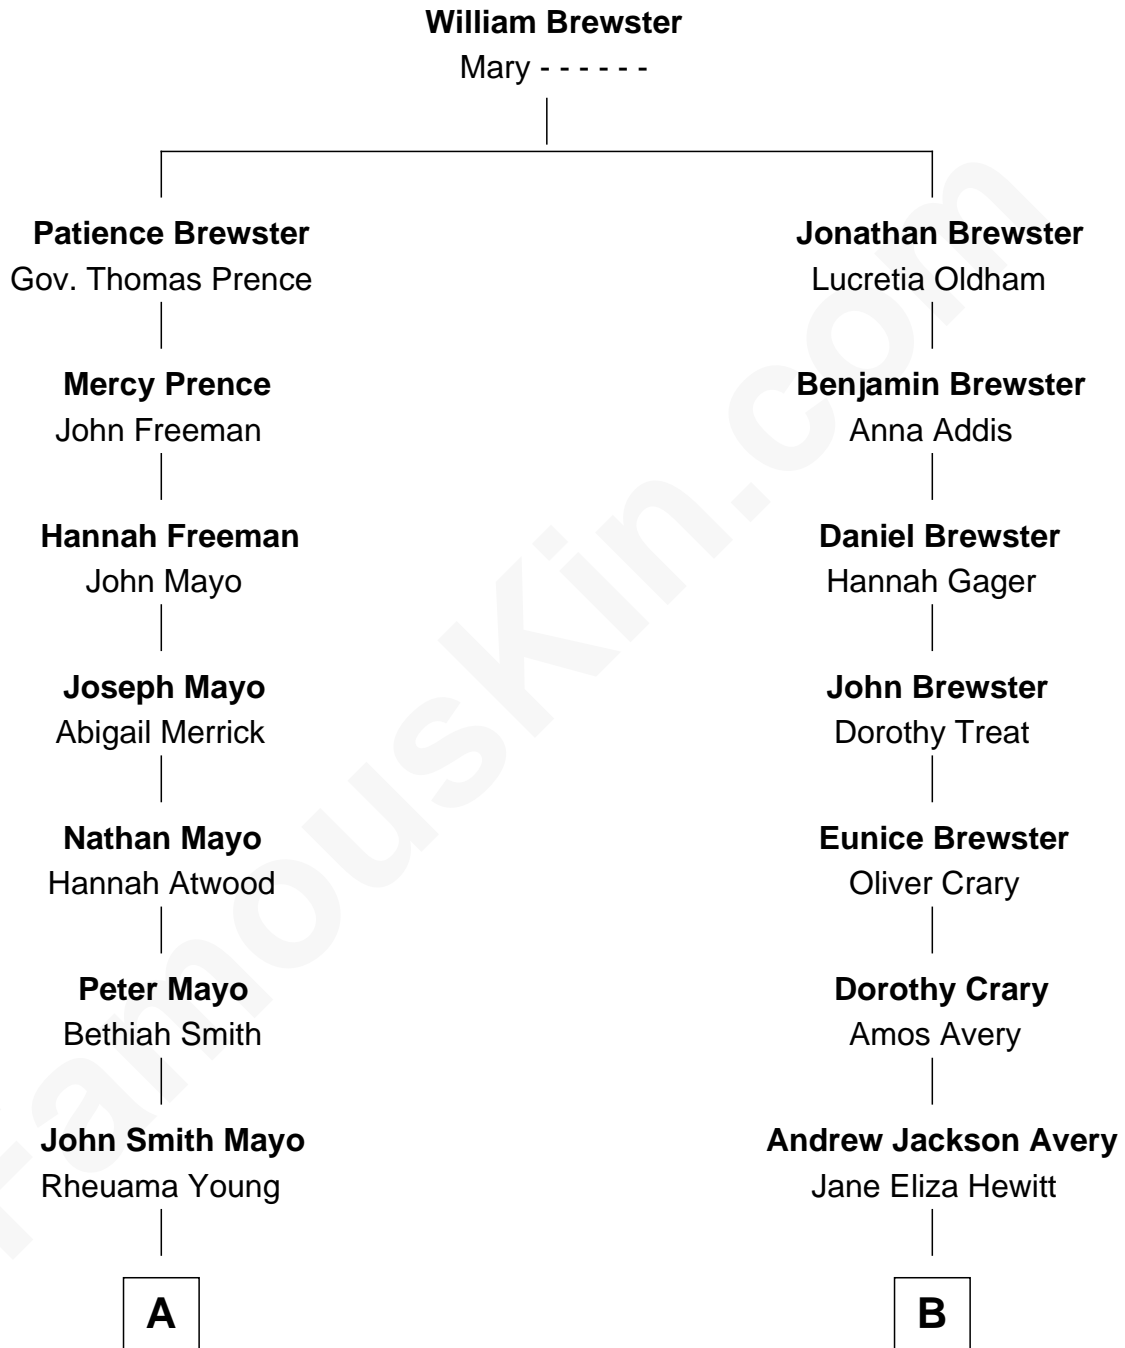 William Brewster
Mary - - - - - -
Patience Brewster
Gov. Thomas Prence
Jonathan Brewster
Lucretia Oldham
Mercy Prence
John Freeman
Benjamin Brewster
Anna Addis
Hannah Freeman
John Mayo
Daniel Brewster
Hannah Gager
Joseph Mayo
Abigail Merrick
John Brewster
Dorothy Treat
Nathan Mayo
Hannah Atwood
Eunice Brewster
Oliver Crary
Peter Mayo
Bethiah Smith
Dorothy Crary
Amos Avery
John Smith Mayo
Rheuama Young
Andrew Jackson Avery
Jane Eliza Hewitt
A
B
FamousKin.com